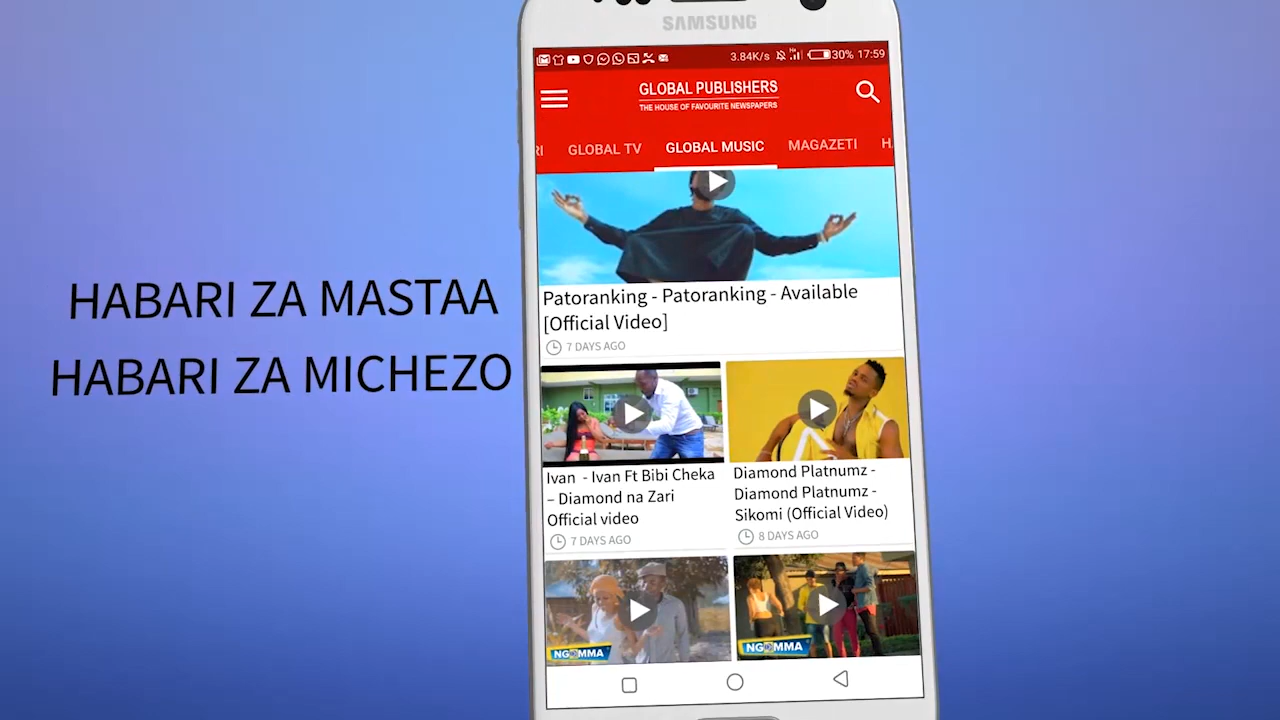 HABARI ZA MASTAA
HABARI ZA MICHEZO
SAMSUNG
3.84K/s 30% 17:59
GLOBAL PUBLISHERS
THE HOUSE OF FAVOURITE NEWSPAPERS
RI GLOBAL TV GLOBAL MUSIC MAGAZETI H
Patoranking - Patoranking - Available
[Official Video]
7 DAYS AGO
Ivan - Ivan Ft Bibi Cheka
– Diamond na Zari
Official video
7 DAYS AGO
Diamond Platnumz -
Diamond Platnumz -
Sikomi (Official Video)
8 DAYS AGO